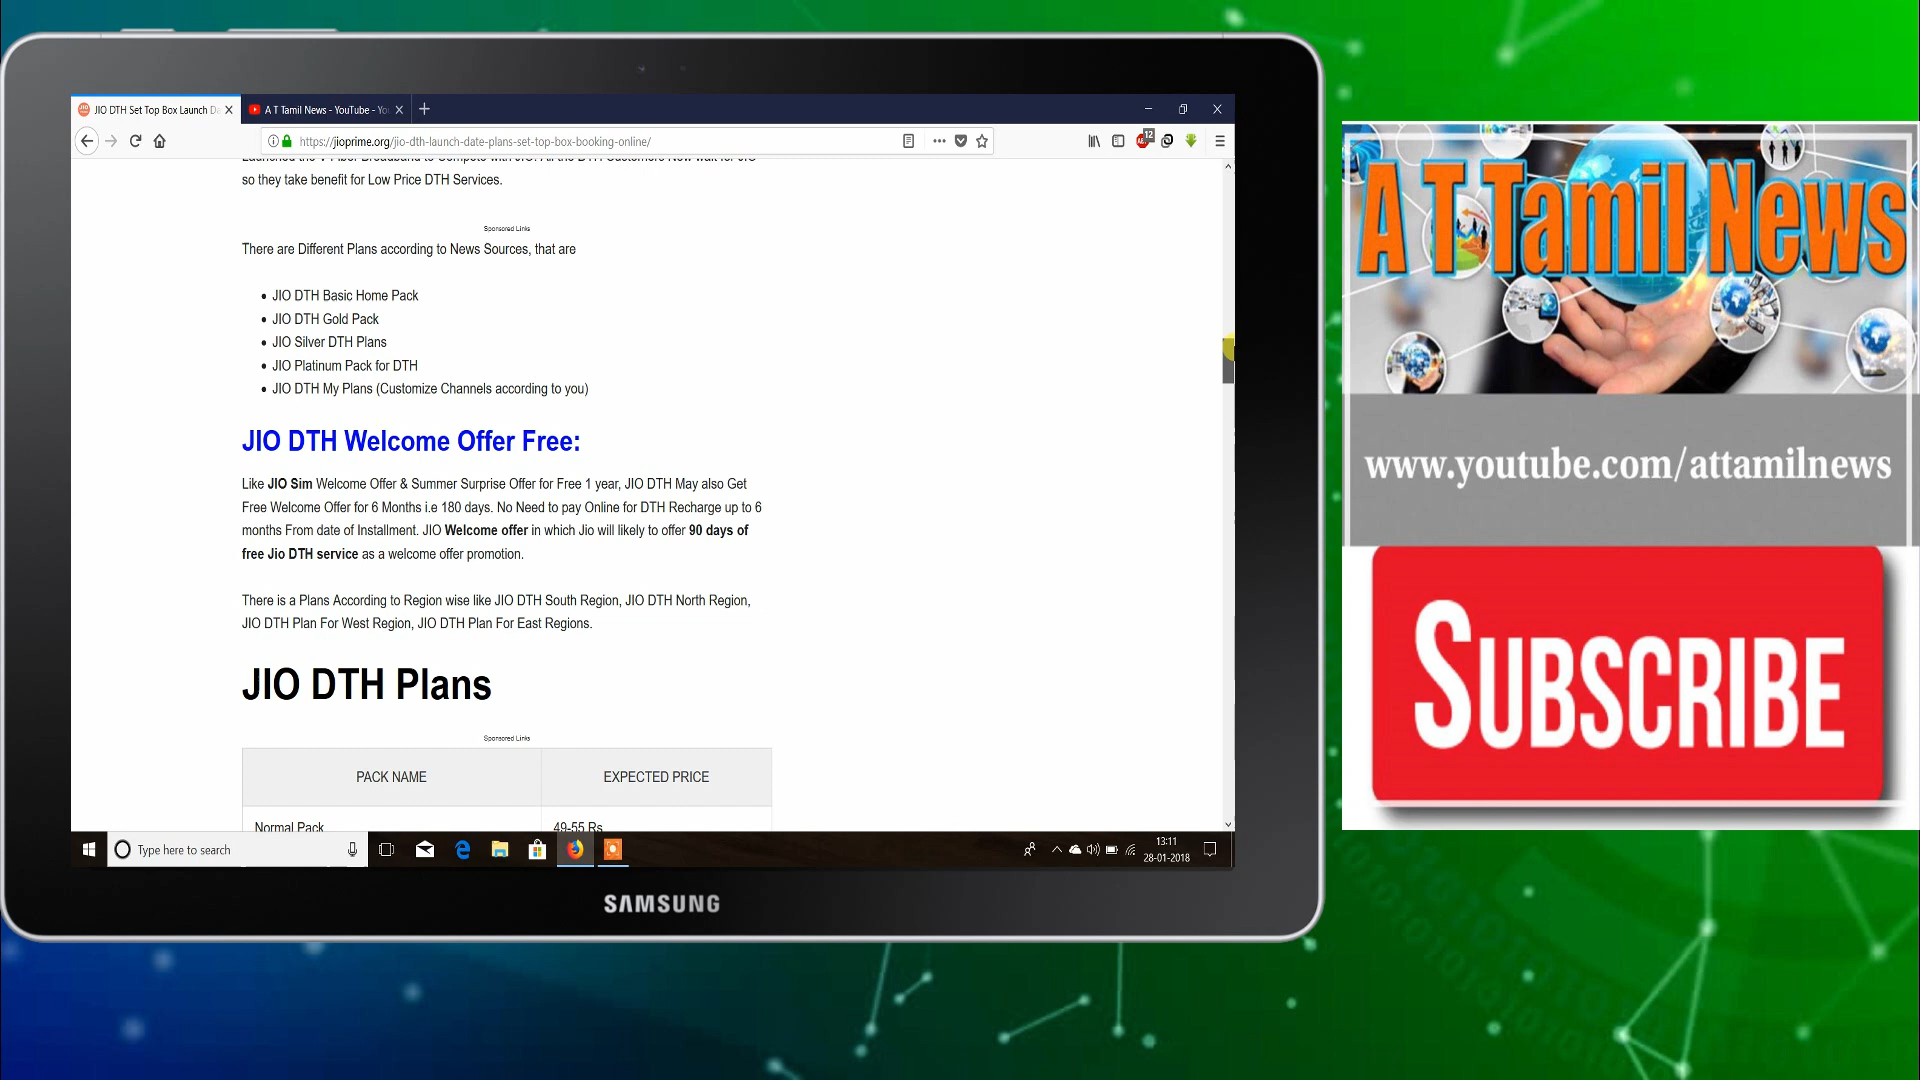 JIO DTH Set Top Box Launch D
A T Tamil News - YouTube - Yo
https://jioprime.org/jio-dth-launch-date-plans-set-top-box-booking-online/
12
so they take benefit for Low Price DTH Services.
Sponsored Links
There are Different Plans according to News Sources, that are
JIO DTH Basic Home Pack
JIO DTH Gold Pack
JIO Silver DTH Plans
JIO Platinum Pack for DTH
JIO DTH My Plans (Customize Channels according to you)
JIO DTH Welcome Offer Free:
Like JIO Sim Welcome Offer & Summer Surprise Offer for Free 1 year, JIO DTH May also Get
Free Welcome Offer for 6 Months i.e 180 days. No Need to pay Online for DTH Recharge up to 6
months From date of Installment. JIO Welcome offer in which Jio will likely to offer 90 days of
free Jio DTH service as a welcome offer promotion.
There is a Plans According to Region wise like JIO DTH South Region, JIO DTH North Region,
JIO DTH Plan For West Region, JIO DTH Plan For East Regions.
JIO DTH Plans
Sponsored Links
PACK NAME EXPECTED PRICE
Normal Pack 49-55 Rs
Type here to search
13:11
28-01-2018
SAMSUNG
A T Tamil News
www.youtube.com/attamilnews
SUBSCRIBE